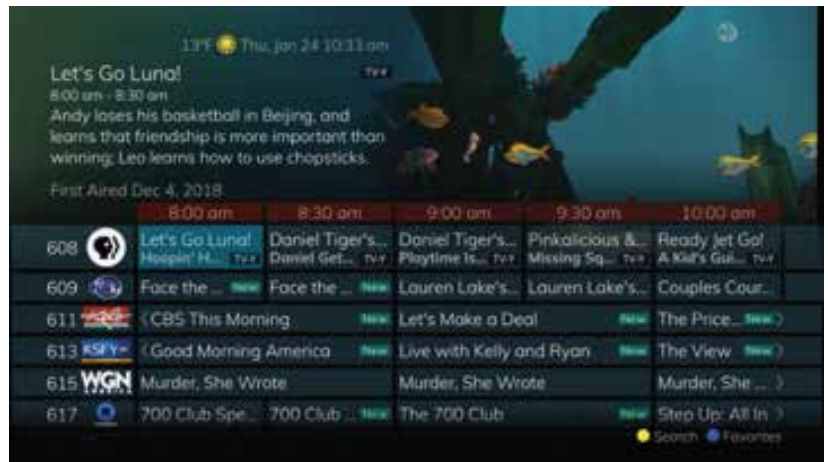 13°F Thu, Jan 24 10:33 am
Let's Go Luna! TV-Y
8:00 am - 8:30 am
Andy loses his basketball in Beijing, and
learns that friendship is more important than
winning; Leo learns how to use chopsticks.
First Aired Dec 4, 2018
8:00 am 8:30 am 9:00 am 9:30 am 10:00 am
608 Let's Go Luna! Daniel Tiger's... Daniel Tiger's... Pinkalicious &... Ready Jet Go!
Hoopin' H... TV-Y Daniel Get... TV-Y Playtime Is... TV-Y Missing Sq... TV-Y A Kid's Gui... TV-Y
609 Face the ... New Face the ... New Lauren Lake's... Lauren Lake's... Couples Cour...
611 CBS This Morning New Let's Make a Deal New The Price... New
613 KSFY Good Morning America New Live with Kelly and Ryan New The View New
615 WGN Murder, She Wrote Murder, She Wrote Murder, She ...
617 700 Club Spe... 700 Club ... New The 700 Club New Step Up: All In
Search Favorites